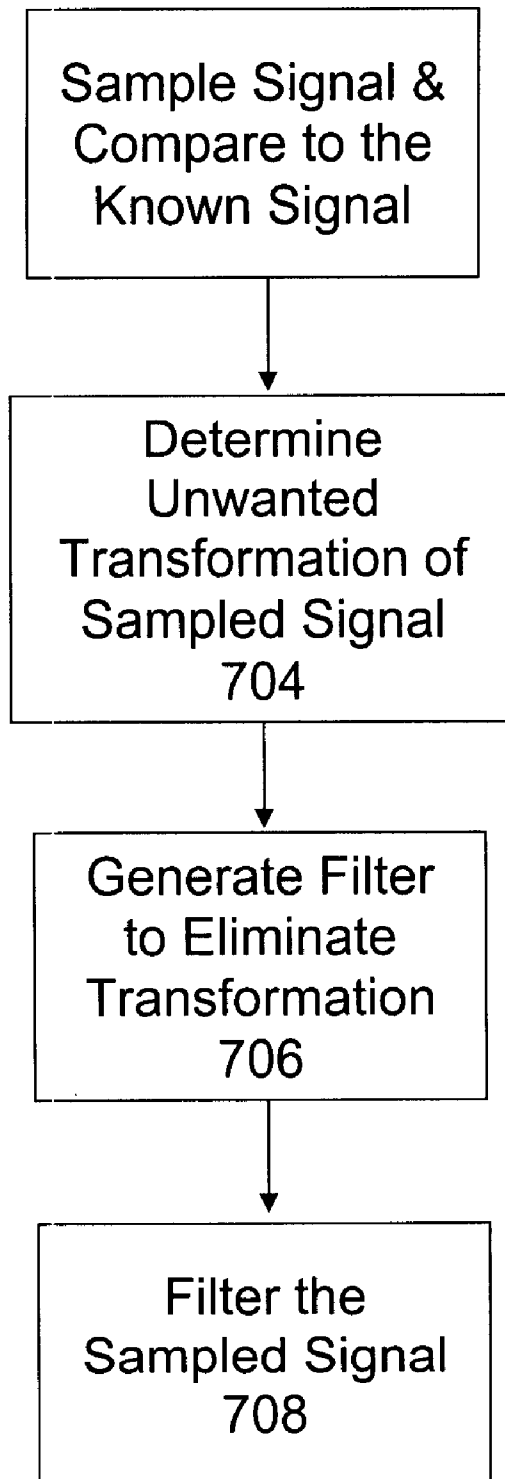 Sample Signal &
Compare to the
Known Signal
Determine
Unwanted
Transformation of
Sampled Signal
704
Generate Filter
to Eliminate
Transformation
706
Filter the
Sampled Signal
708